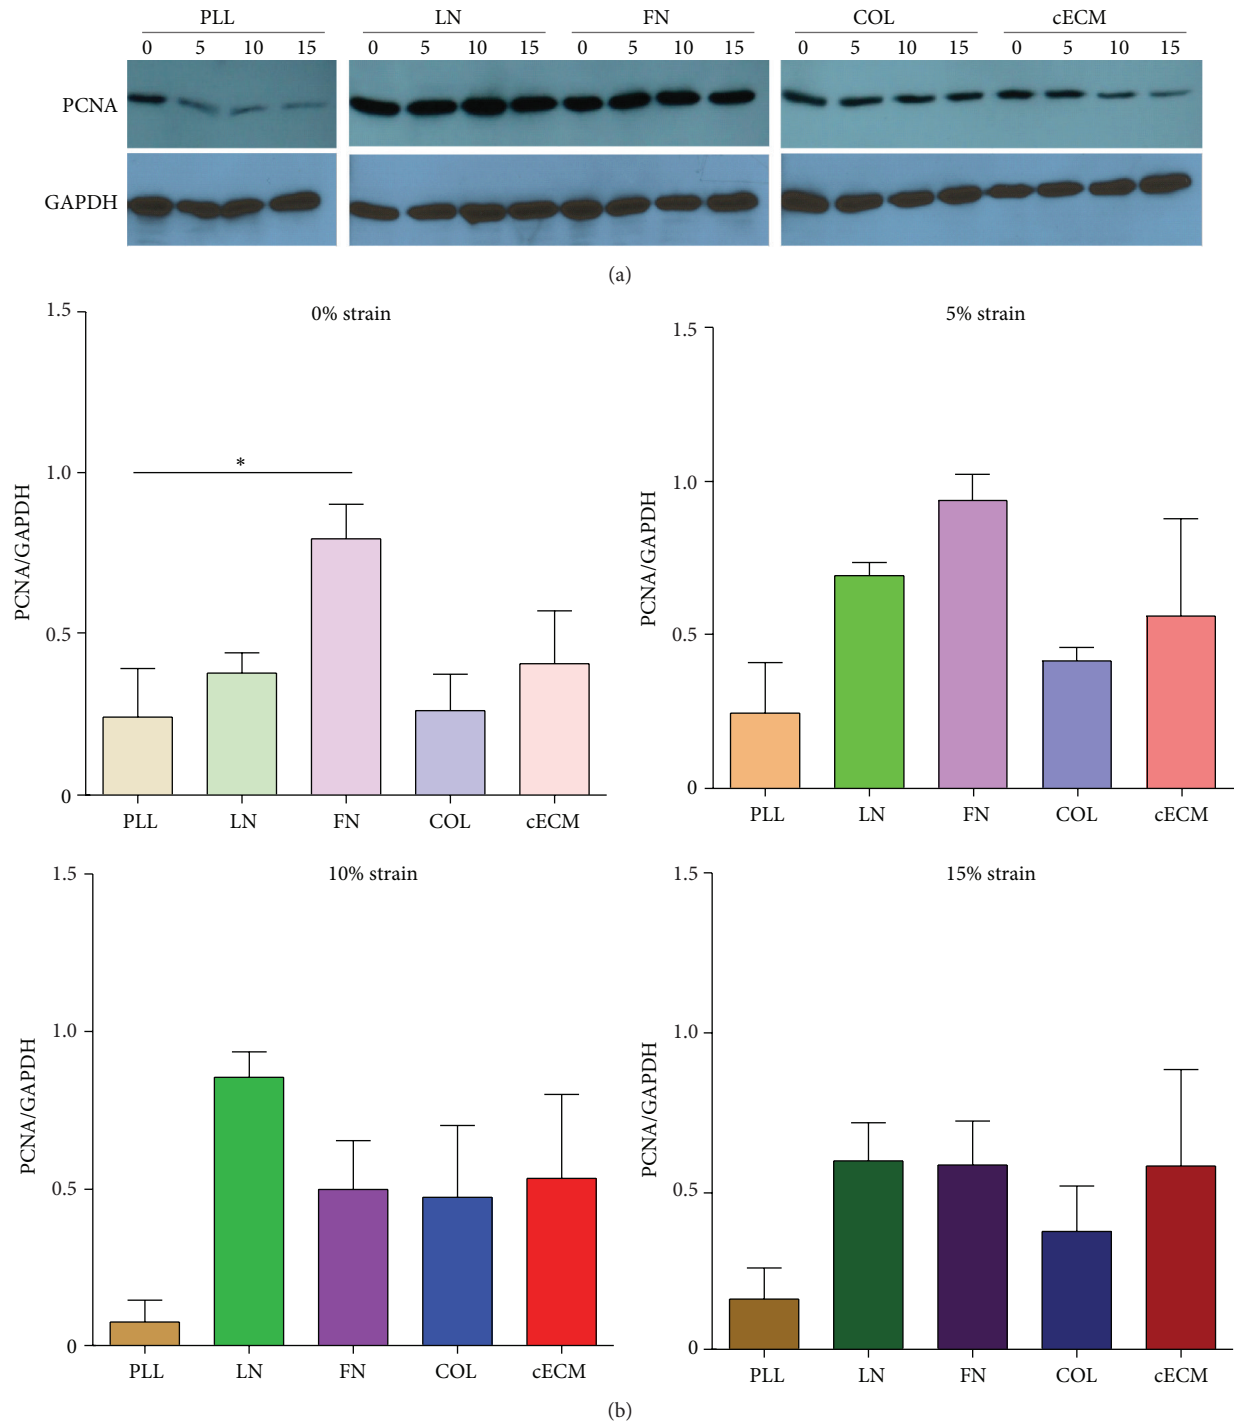 PLL LN FN COL cECM
0 5 10 15 0 5 10 15 0 5 10 15 0 5 10 15 0 5 10 15
PCNA
GAPDH
(a)
0% strain
1.5
1.0
0.5
0
PCNA/GAPDH
*
PLL LN FN COL cECM
5% strain
1.5
1.0
0.5
0
PCNA/GAPDH
PLL LN FN COL cECM
10% strain
1.5
1.0
0.5
0
PCNA/GAPDH
PLL LN FN COL cECM
15% strain
1.5
1.0
0.5
0
PCNA/GAPDH
PLL LN FN COL cECM
(b)